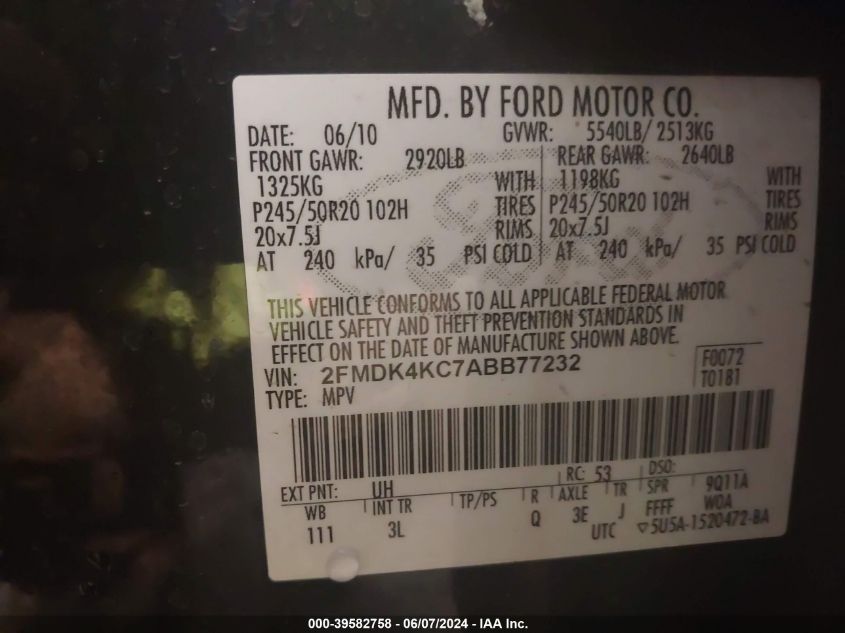 MFD. BY FORD MOTOR CO.
DATE: 06/10 GVWR: 5540LB/ 2513KG
FRONT GAWR: 2920LB REAR GAWR: 2640LB
1325KG WITH 1198KG WITH
P245/50R20 102H TIRES P245/50R20 102H TIRES
20x7.5J RIMS 20x7.5J RIMS
AT 240 kPa/ 35 PSI COLD AT 240 kPa/ 35 PSI COLD
Ford
THIS VEHICLE CONFORMS TO ALL APPLICABLE FEDERAL MOTOR
VEHICLE SAFETY AND THEFT PREVENTION STANDARDS IN
EFFECT ON THE DATE OF MANUFACTURE SHOWN ABOVE.
VIN: 2FMDK4KC7ABB77232 F0072
TYPE: MPV T0181
EXT PNT: UH RC: 53 DSO:
WB INT TR TP/PS R AXLE TR SPR 9Q11A
111 3L Q 3E J FFFF WOA
UTC ▽5U5A-1520472-BA
000-39582758 - 06/07/2024 - IAA Inc.